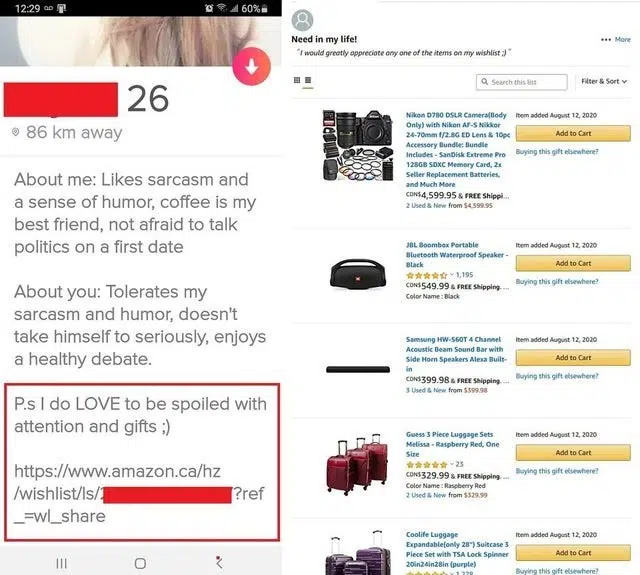 12:29
60%
26
86 km away
About me: Likes sarcasm and
a sense of humor, coffee is my
best friend, not afraid to talk
politics on a first date
About you: Tolerates my
sarcasm and humor, doesn't
take himself to seriously, enjoys
a healthy debate.
P.s I do LOVE to be spoiled with
attention and gifts ;)
https://www.amazon.ca/hz
/wishlist/ls/
?ref
_=wl_share
Need in my life!
••• More
"I would greatly appreciate any one of the items on my wishlist ;)"
Search this list
Filter & Sort
Nikon D780 DSLR Camera(Body
Only) with Nikon AF-S Nikkor
24-70mm f/2.8G ED Lens & 10pc
Accessory Bundle: Bundle
Includes - SanDisk Extreme Pro
128GB SDXC Memory Card, 2x
Seller Replacement Batteries,
and Much More
CDN$4,599.95 & FREE Shippi...
2 Used & New from $4,599.95
Item added August 12, 2020
Add to Cart
Buying this gift elsewhere?
JBL Boombox Portable
Bluetooth Waterproof Speaker -
Black
1,195
CDN$549.99 & FREE Shipping. ...
Color Name : Black
Item added August 12, 2020
Add to Cart
Buying this gift elsewhere?
Samsung HW-S60T 4 Channel
Acoustic Beam Sound Bar with
Side Horn Speakers Alexa Built-
in
CDN$399.98 & FREE Shipping. ...
3 Used & New from $399.98
Item added August 12, 2020
Add to Cart
Buying this gift elsewhere?
Guess 3 Piece Luggage Sets
Melissa - Raspberry Red, One
Size
23
CDN$329.99 & FREE Shipping. ...
Color Name : Raspberry Red
2 Used & New from $329.99
Item added August 12, 2020
Add to Cart
Buying this gift elsewhere?
Coolife Luggage
Expandable(only 28") Suitcase 3
Piece Set with TSA Lock Spinner
20in24in28in (purple)
Item added August 12, 2020
Add to Cart
Buying this gift elsewhere?